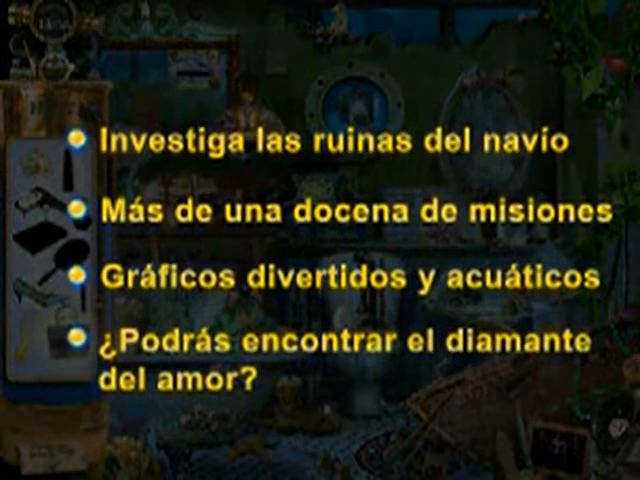 Investiga las ruinas del navío
Más de una docena de misiones
Gráficos divertidos y acuáticos
¿Podrás encontrar el diamante
del amor?